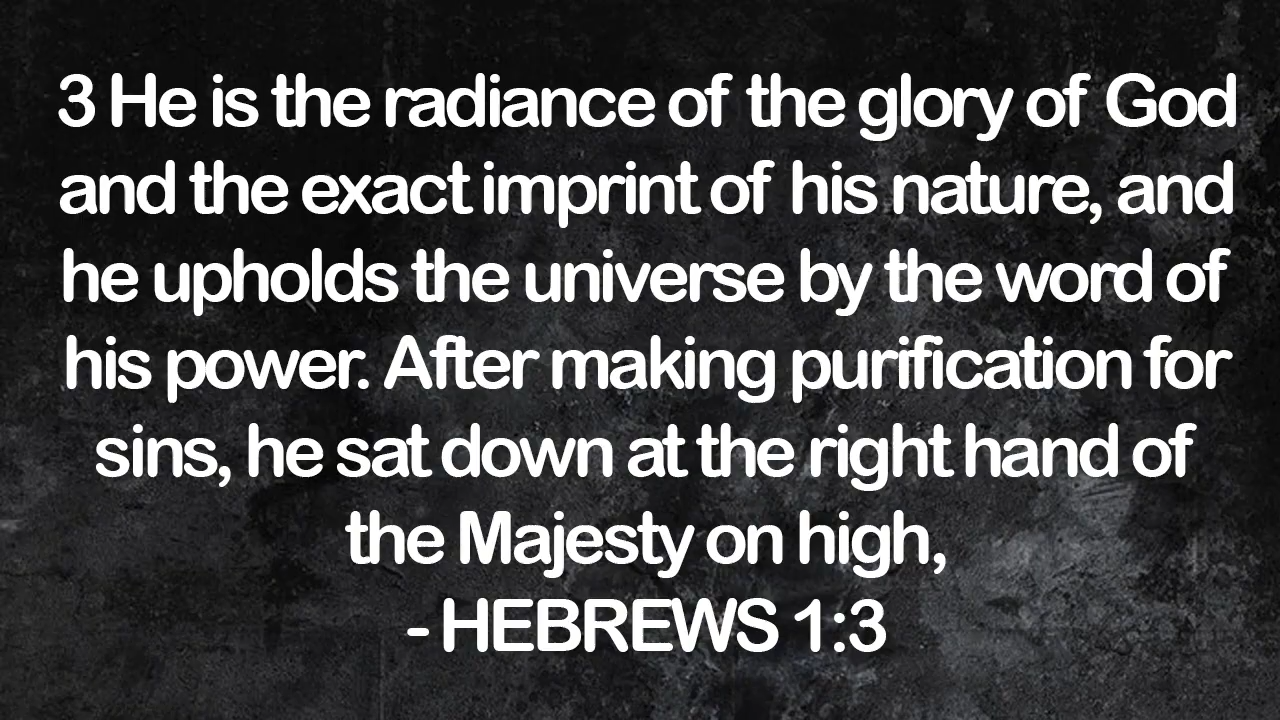 3 He is the radiance of the glory of God
and the exact imprint of his nature, and
he upholds the universe by the word of
his power. After making purification for
sins, he sat down at the right hand of
the Majesty on high,
- HEBREWS 1:3